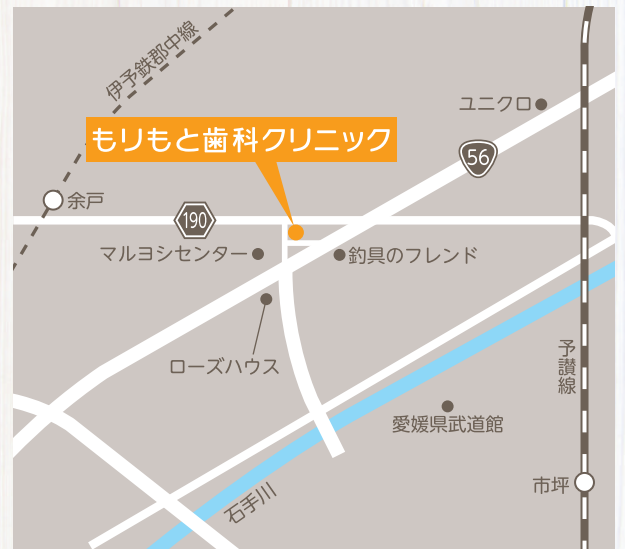 伊予鉄郡中線
ユニクロ
もりもと歯科クリニック
56
余戸
190
マルヨシセンター
釣具のフレンド
ローズハウス
予讃線
愛媛県武道館
市坪
石手川